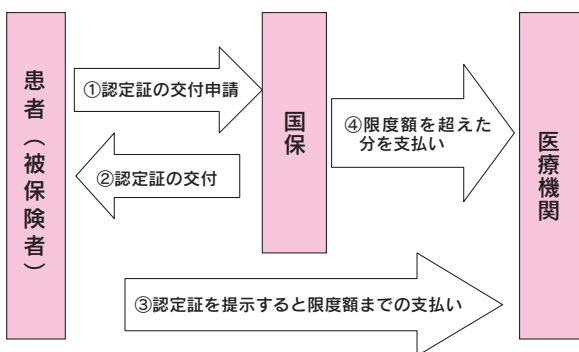 患者（被保険者）
①認定証の交付申請
②認定証の交付
国保
④限度額を超えた
分を支払い
医療機関
③認定証を提示すると限度額までの支払い